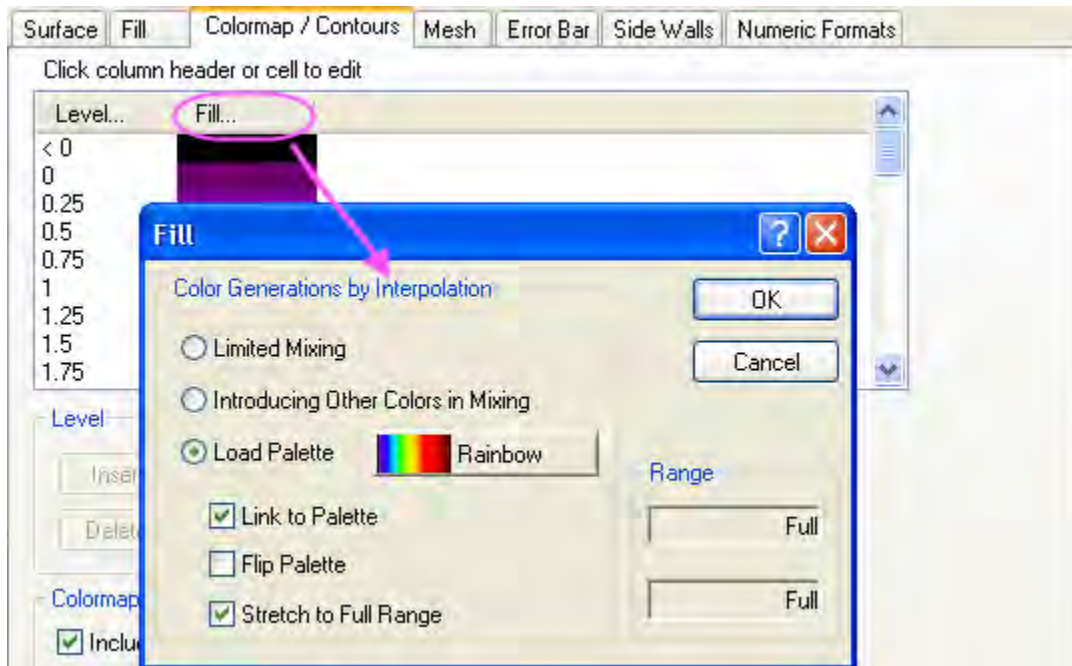 Surface Fill Colormap / Contours Mesh Error Bar Side Walls Numeric Formats
Click column header or cell to edit
Level... Fill...
< 0
0
0.25
0.5
0.75
1
1.25
1.5
1.75
Level
Fill
Color Generations by Interpolation
OK
Limited Mixing
Cancel
Introducing Other Colors in Mixing
Load Palette Rainbow
Range
Link to Palette
Full
Flip Palette
Stretch to Full Range
Full
Colormap